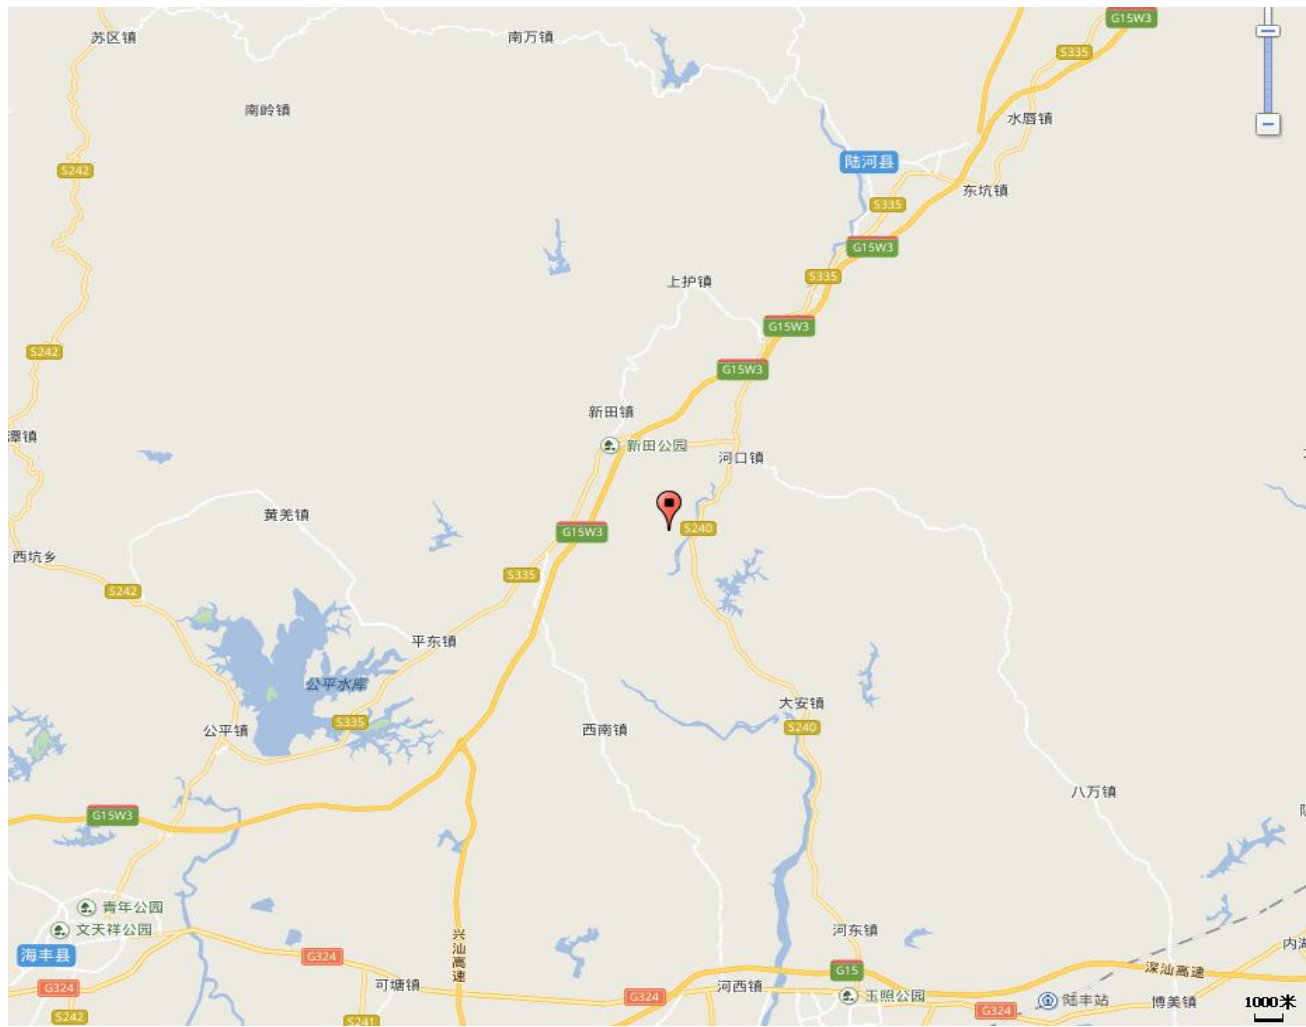 G15W3
苏区镇
南万镇
S335
南岭镇
水唇镇
陆河县
S242
东坑镇
S335
G15W3
S335
上护镇
G15W3
S242
G15W3
新田镇
潭镇
新田公园
河口镇
黄羌镇
G15W3
S240
西坑乡
S335
S242
平东镇
公平水库
大安镇
S335
公平镇
西南镇
S240
八万镇
G15W3
青年公园
文天祥公园
河东镇
兴汕高速
海丰县
G324
内湖
G15
深汕高速
G324
可塘镇
G324
河西镇
玉照公园
陆丰站
博美镇
1000米
G324
S242
S241